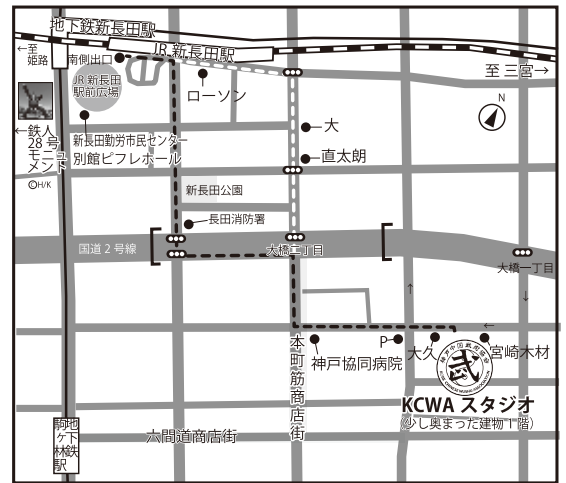 地下鉄新長田駅
JR 新長田駅
←至
姫路
南側出口
至 三宮→
JR 新長田
駅前広場
ローソン
N
←鉄人
28 号
モニュ
メント
©H/K
新長田勤労市民センター
別館ピフレホール
大
直太朗
新長田公園
長田消防署
国道 2 号線
大橋三丁目
大橋一丁目
↑
↓
←
本町筋商店街
神戸協同病院
P
大久
宮崎木材
武
KCWA スタジオ
(少し奥まった建物 1 階)
六間道商店街
地下鉄
駒ヶ林駅